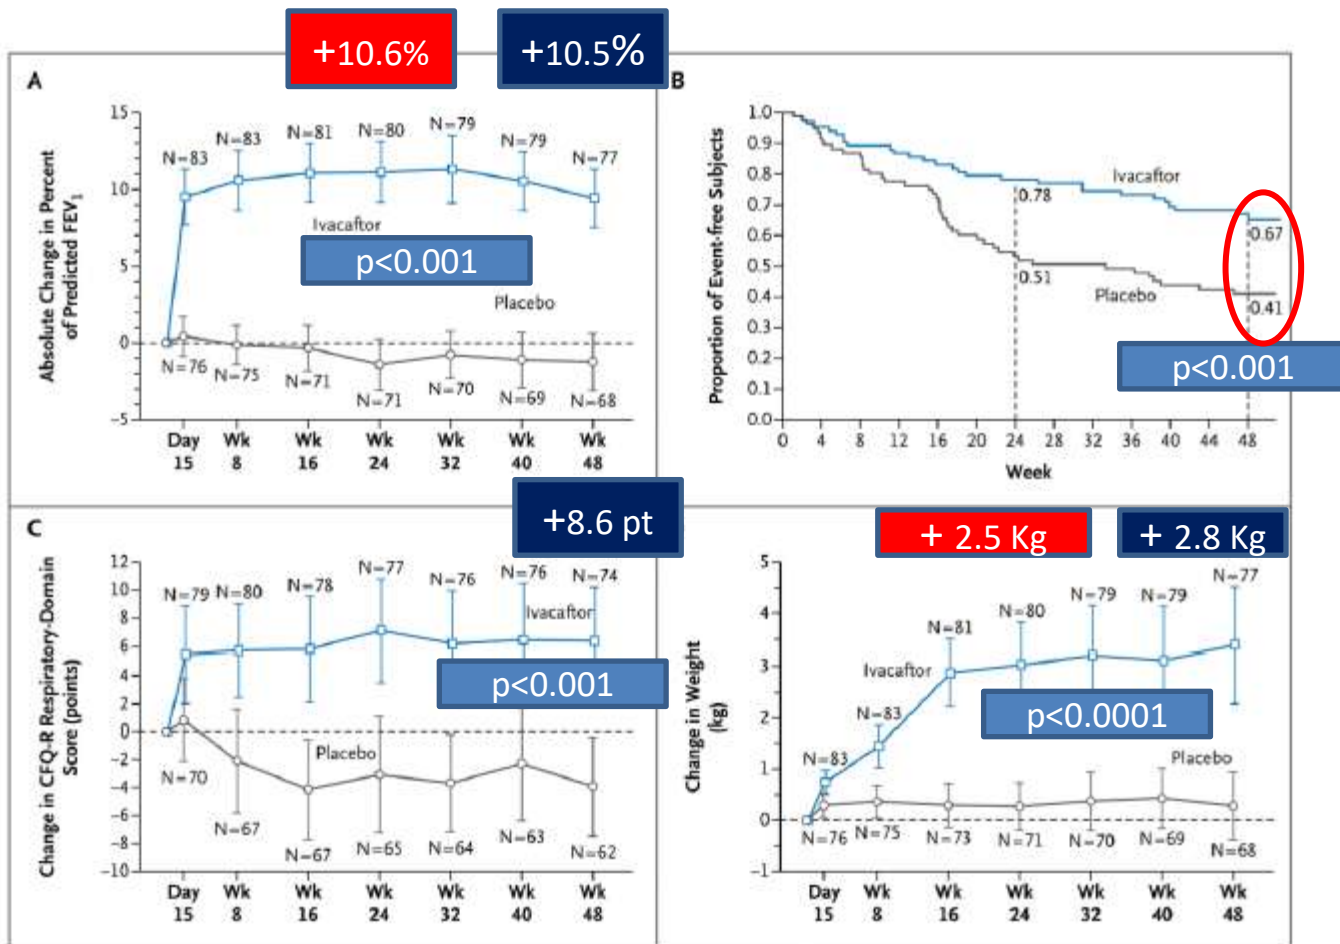 +10.6%
+10.5%
A
Absolute Change in Percent
of Predicted FEV1
15
10
5
0
−5
N=83
N=83
N=81
N=80
N=79
N=79
N=77
Ivacaftor
p<0.001
Placebo
N=76
N=75
N=71
N=71
N=70
N=69
N=68
Day
15
Wk
8
Wk
16
Wk
24
Wk
32
Wk
40
Wk
48
B
Proportion of Event-free Subjects
1.0
0.9
0.8
0.7
0.6
0.5
0.4
0.3
0.2
0.1
0.0
Ivacaftor
0.78
0.67
0.51
Placebo
0.41
p<0.001
0
4
8
12
16
20
24
28
32
36
40
44
48
Week
C
+8.6 pt
Change in CFQ-R Respiratory-Domain
Score (points)
12
10
8
6
4
2
0
−2
−4
−6
−8
−10
N=79
N=80
N=78
N=77
N=76
N=76
N=74
Ivacaftor
p<0.001
Placebo
N=70
N=67
N=67
N=65
N=64
N=63
N=62
Day
15
Wk
8
Wk
16
Wk
24
Wk
32
Wk
40
Wk
48
+ 2.5 Kg
+ 2.8 Kg
Change in Weight
(kg)
5
4
3
2
1
0
−1
N=83
N=83
N=81
N=80
N=79
N=79
N=77
Ivacaftor
p<0.0001
Placebo
N=76
N=75
N=73
N=71
N=70
N=69
N=68
Day
15
Wk
8
Wk
16
Wk
24
Wk
32
Wk
40
Wk
48